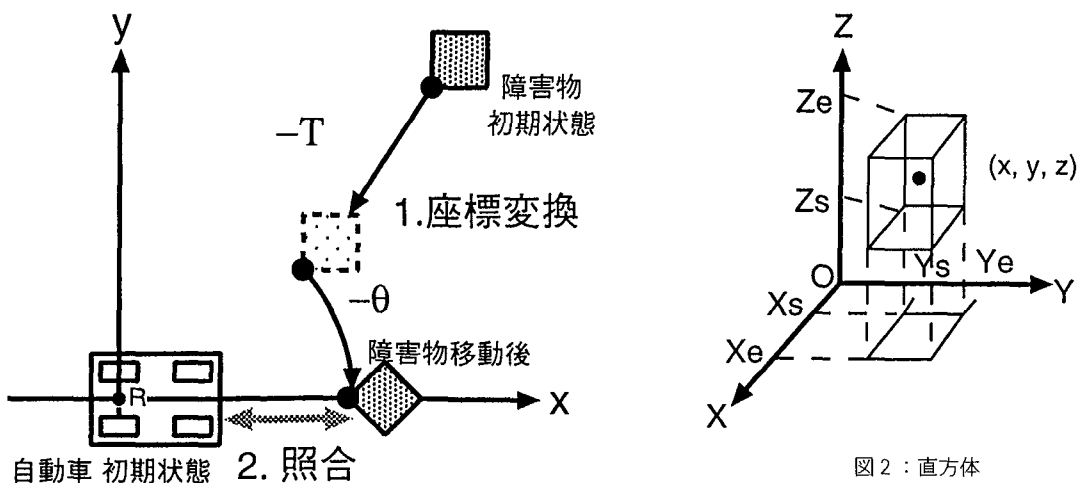 y
障害物
初期状態
−T
1.座標変換
−θ
障害物移動後
R
x
自動車 初期状態
2. 照合
Z
Ze
(x, y, z)
Zs
O
Ys
Ye
Y
Xs
Xe
X
図2：直方体